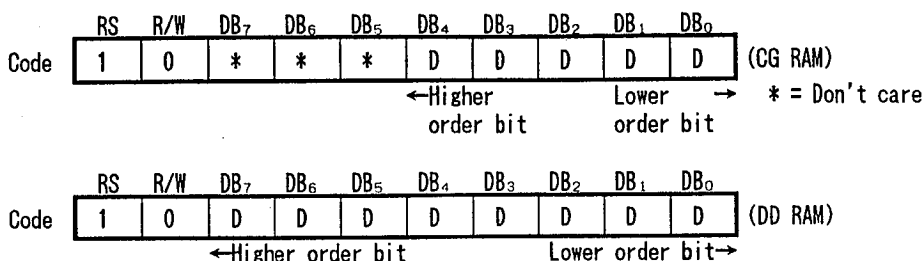 RS R/W DB₇ DB₆ DB₅ DB₄ DB₃ DB₂ DB₁ DB₀
Code 1 0 * * * D D D D D (CG RAM)
←Higher order bit Lower order bit → * = Don't care
RS R/W DB₇ DB₆ DB₅ DB₄ DB₃ DB₂ DB₁ DB₀
Code 1 0 D D D D D D D D (DD RAM)
←Higher order bit Lower order bit→